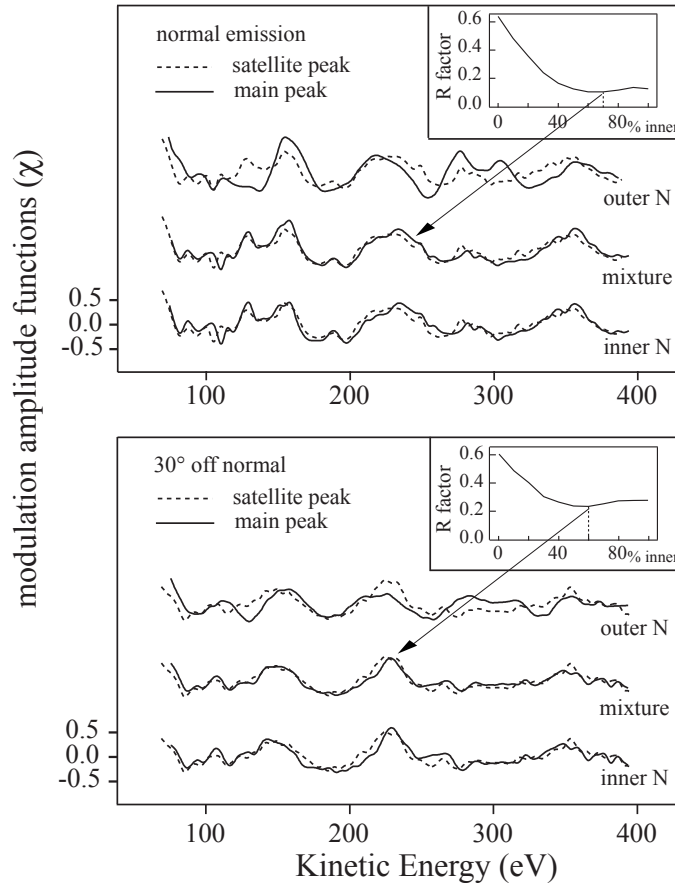 modulation amplitude functions (χ)
normal emission
satellite peak
main peak
R factor
0.6
0.4
0.2
0.0
0 40 80 % inner
outer N
mixture
inner N
0.5
0.0
-0.5
100 200 300 400
30° off normal
satellite peak
main peak
R factor
0.6
0.4
0.2
0.0
0 40 80 % inner
outer N
mixture
inner N
0.5
0.0
-0.5
100 200 300 400
Kinetic Energy (eV)